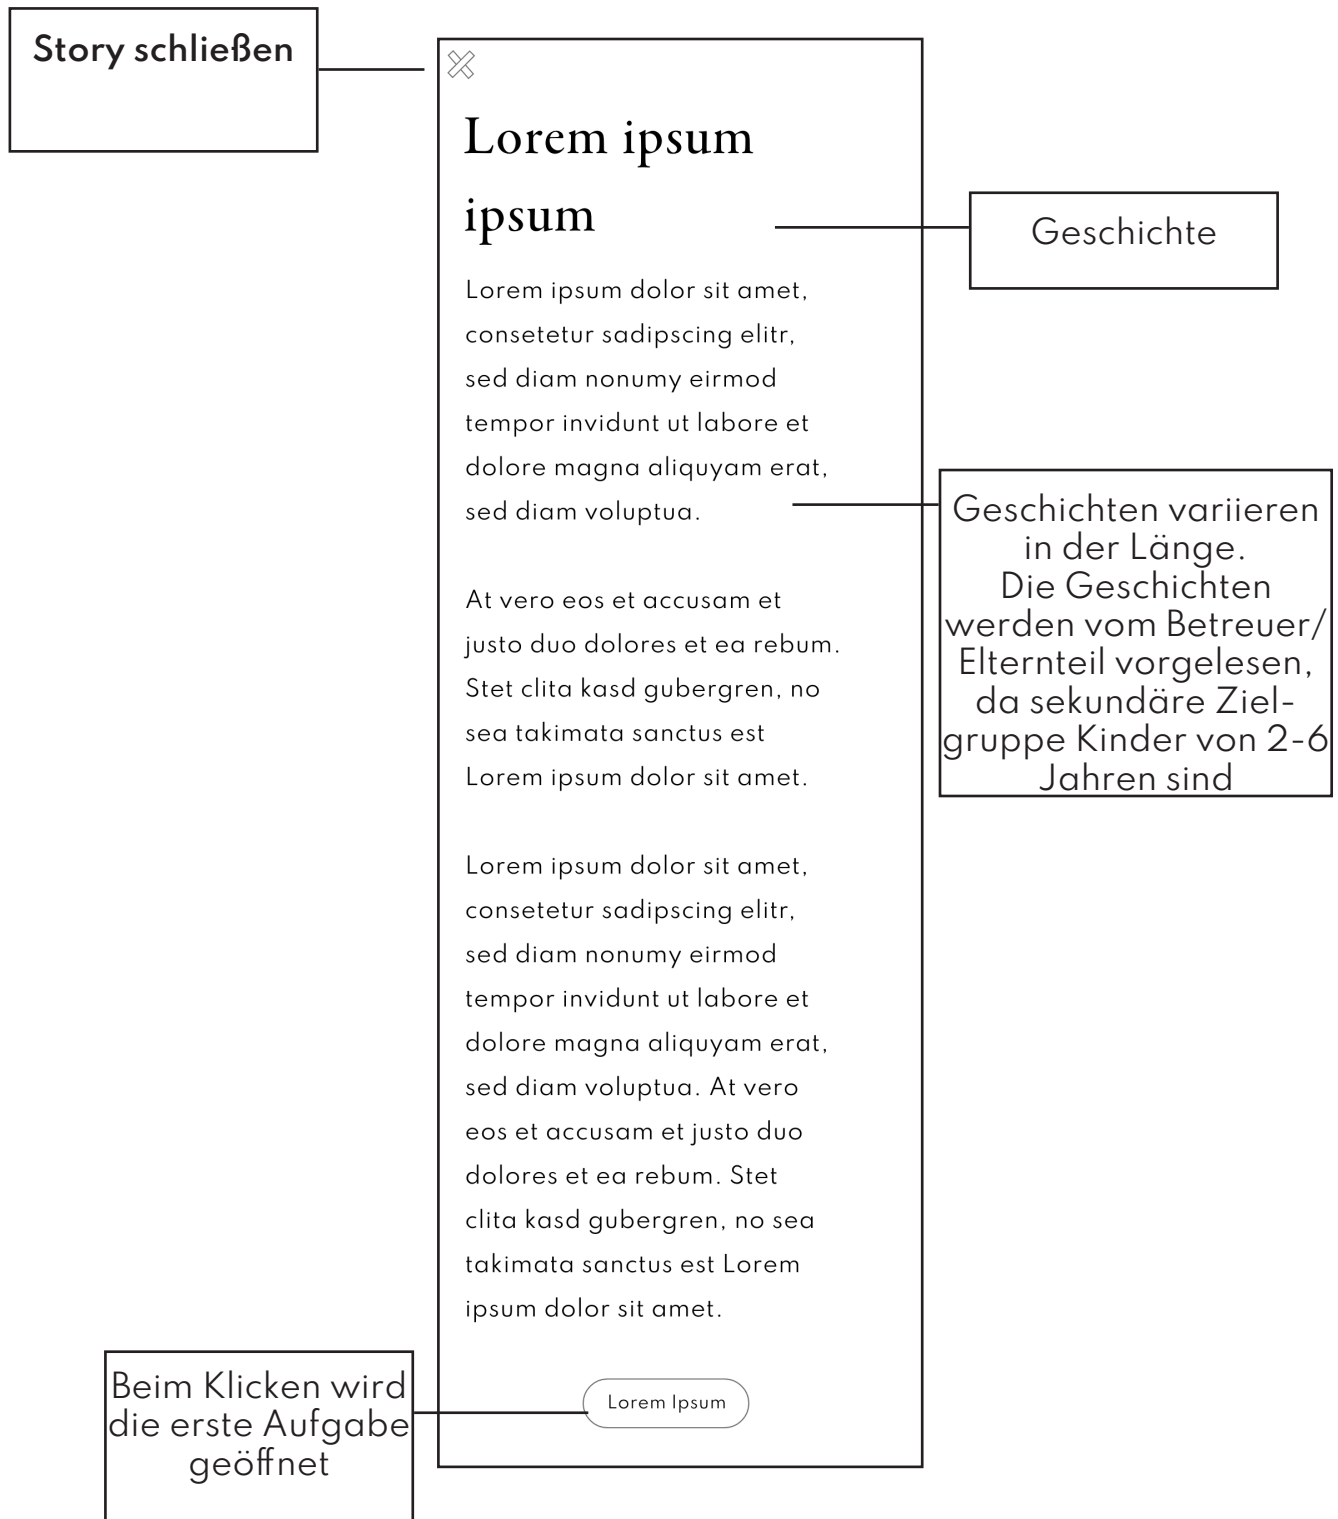 Story schließen
Lorem ipsum
ipsum
Geschichte
Lorem ipsum dolor sit amet,
consetetur sadipscing elitr,
sed diam nonumy eirmod
tempor invidunt ut labore et
dolore magna aliquyam erat,
sed diam voluptua.
Geschichten variieren
in der Länge.
Die Geschichten
werden vom Betreuer/
Elternteil vorgelesen,
da sekundäre Ziel-
gruppe Kinder von 2-6
Jahren sind
At vero eos et accusam et
justo duo dolores et ea rebum.
Stet clita kasd gubergren, no
sea takimata sanctus est
Lorem ipsum dolor sit amet.
Lorem ipsum dolor sit amet,
consetetur sadipscing elitr,
sed diam nonumy eirmod
tempor invidunt ut labore et
dolore magna aliquyam erat,
sed diam voluptua. At vero
eos et accusam et justo duo
dolores et ea rebum. Stet
clita kasd gubergren, no sea
takimata sanctus est Lorem
ipsum dolor sit amet.
Beim Klicken wird
die erste Aufgabe
geöffnet
Lorem Ipsum